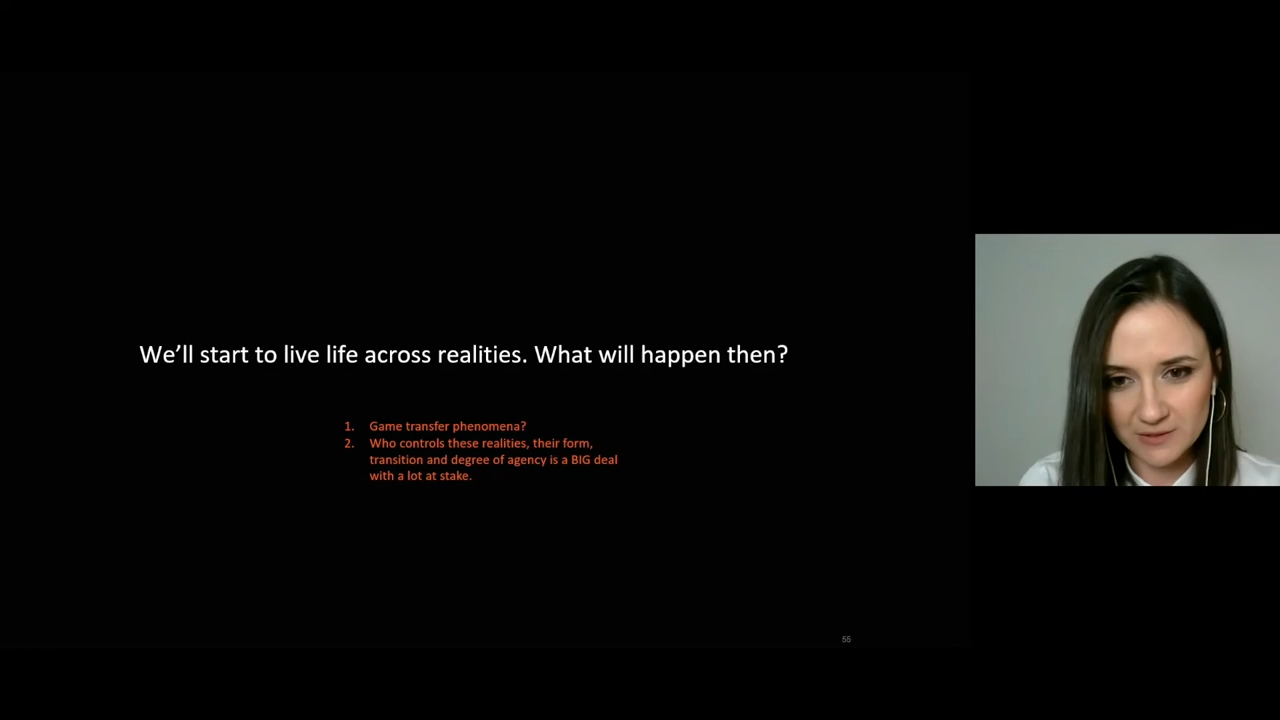 We’ll start to live life across realities. What will happen then?
1. Game transfer phenomena?
2. Who controls these realities, their form,
transition and degree of agency is a BIG deal
with a lot at stake.
55